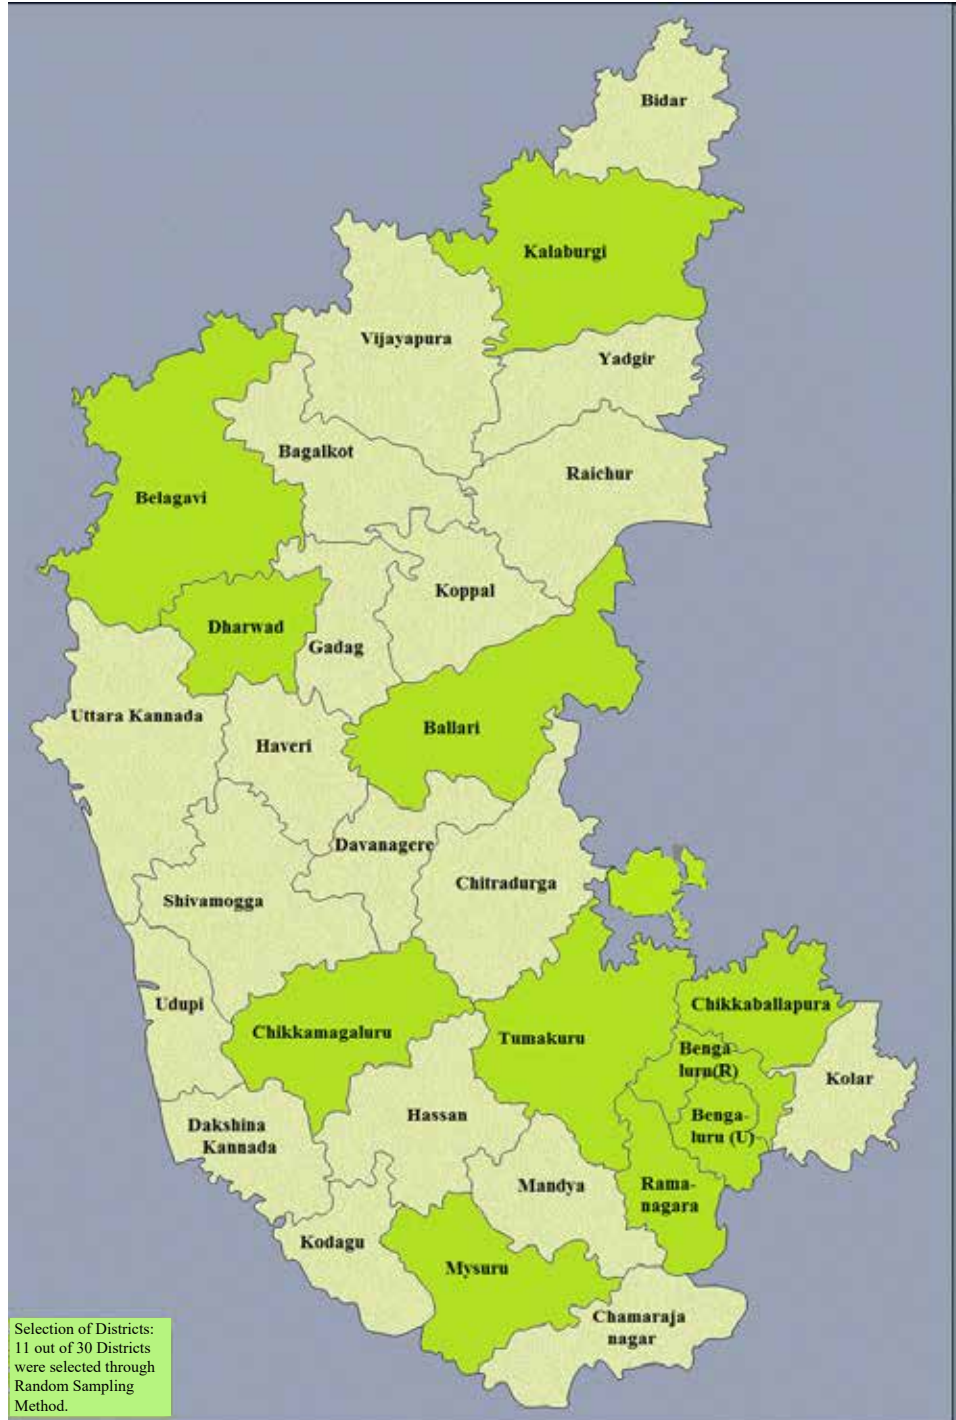 Bidar
Kalaburgi
Vijayapura
Yadgir
Bagalkot
Raichur
Belagavi
Koppal
Dharwad
Gadag
Uttara Kannada
Ballari
Haveri
Davanagere
Chitradurga
Shivamogga
Udupi
Chikkamagaluru
Tumakuru
Chikkaballapura
Benga
luru(R)
Kolar
Benga-
luru (U)
Hassan
Dakshina
Kannada
Mandya
Rama-
nagara
Kodagu
Mysuru
Chamaraja
nagar
Selection of Districts:
11 out of 30 Districts
were selected through
Random Sampling
Method.